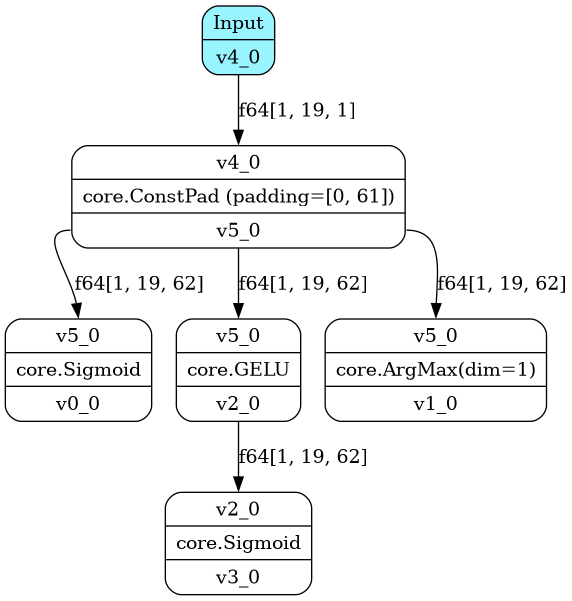 Input
v4_0
f64[1, 19, 1]
v4_0
core.ConstPad (padding=[0, 61])
v5_0
f64[1, 19, 62]
f64[1, 19, 62]
f64[1, 19, 62]
v5_0
core.Sigmoid
v0_0
v5_0
core.GELU
v2_0
v5_0
core.ArgMax(dim=1)
v1_0
f64[1, 19, 62]
v2_0
core.Sigmoid
v3_0